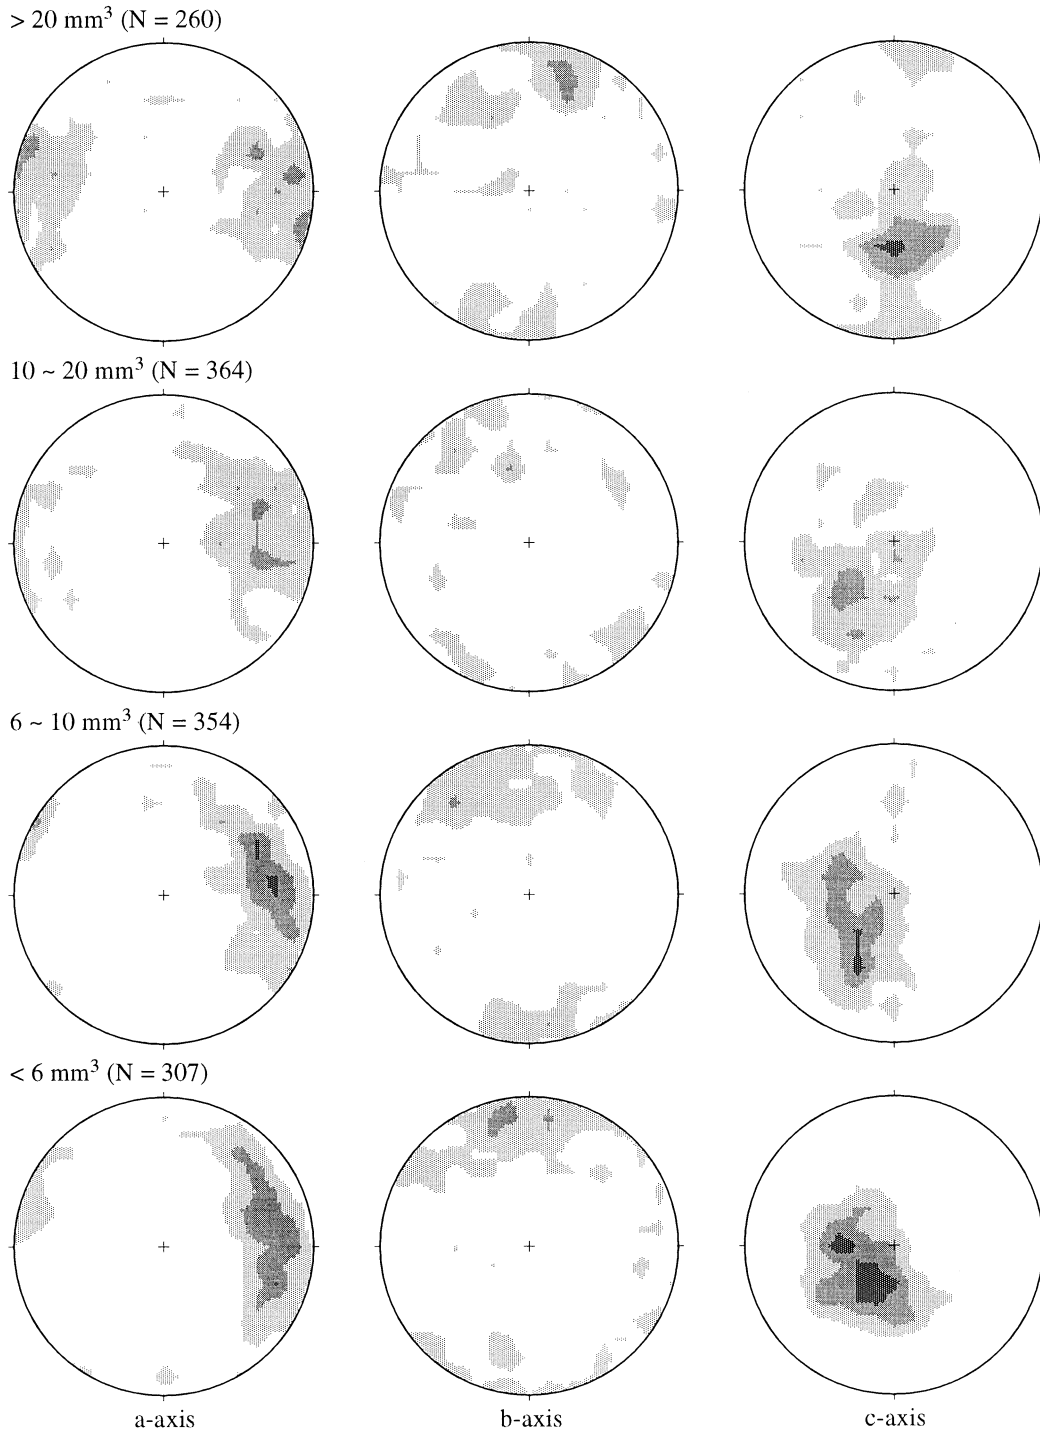 > 20 mm³ (N = 260)
10 ~ 20 mm³ (N = 364)
6 ~ 10 mm³ (N = 354)
< 6 mm³ (N = 307)
a-axis b-axis c-axis